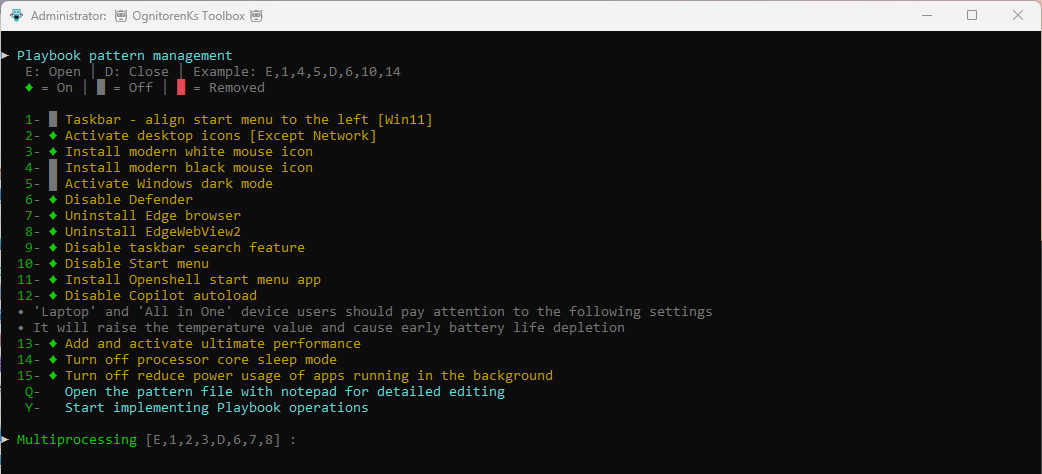 Administrator: OgnitorenKs Toolbox
► Playbook pattern management
E: Open │ D: Close │ Example: E,1,4,5,D,6,10,14
♦ = On │ █ = Off │ █ = Removed
1- █ Taskbar - align start menu to the left [Win11]
2- ♦ Activate desktop icons [Except Network]
3- ♦ Install modern white mouse icon
4- █ Install modern black mouse icon
5- █ Activate Windows dark mode
6- ♦ Disable Defender
7- ♦ Uninstall Edge browser
8- ♦ Uninstall EdgeWebView2
9- ♦ Disable taskbar search feature
10- ♦ Disable Start menu
11- ♦ Install Openshell start menu app
12- ♦ Disable Copilot autoload
• 'Laptop' and 'All in One' device users should pay attention to the following settings
• It will raise the temperature value and cause early battery life depletion
13- ♦ Add and activate ultimate performance
14- ♦ Turn off processor core sleep mode
15- ♦ Turn off reduce power usage of apps running in the background
Q- Open the pattern file with notepad for detailed editing
Y- Start implementing Playbook operations
► Multiprocessing [E,1,2,3,D,6,7,8] :